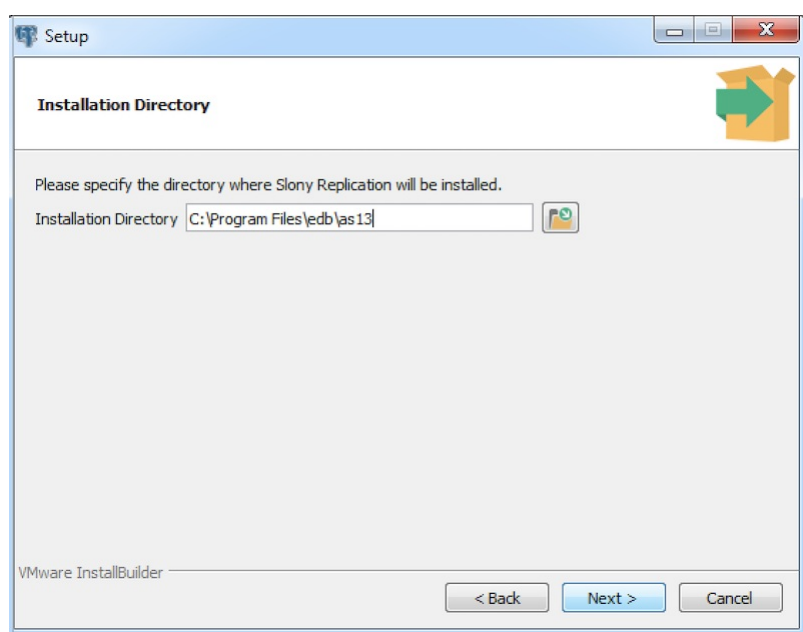 Setup
Installation Directory
Please specify the directory where Slony Replication will be installed.
Installation Directory C:\Program Files\edb\as13
VMware InstallBuilder
< Back Next > Cancel